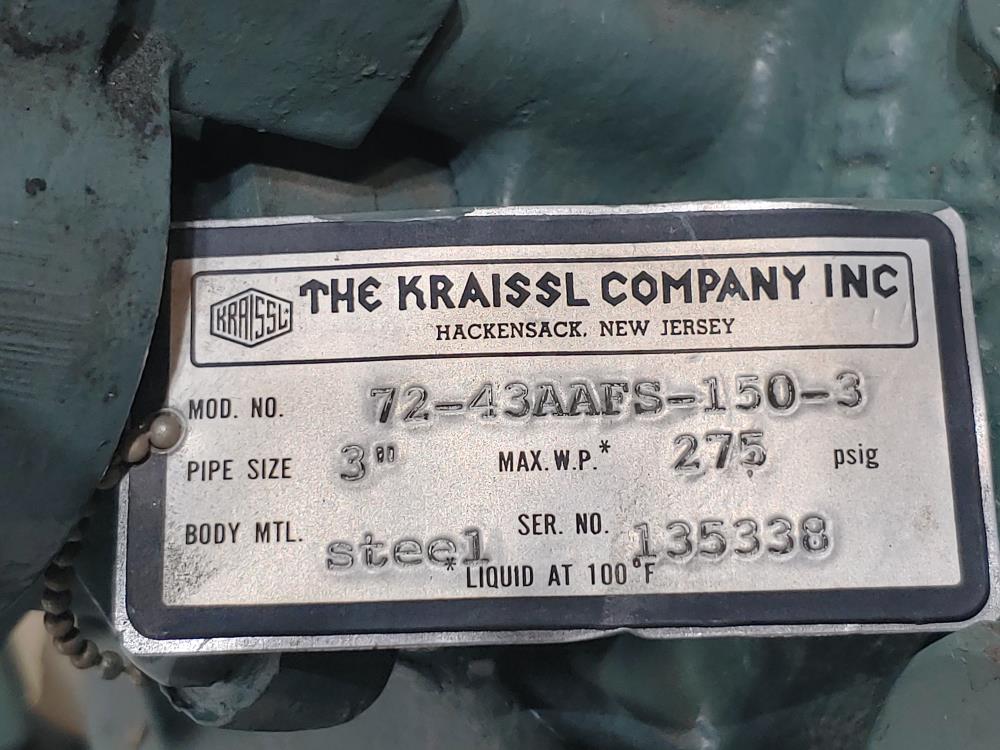 KRAISSL THE KRAISSL COMPANY INC
HACKENSACK, NEW JERSEY
MOD. NO. 72-43AAFS-150-3
PIPE SIZE 3" MAX. W.P.* 275 psig
BODY MTL. steel SER. NO. 135338
* LIQUID AT 100°F